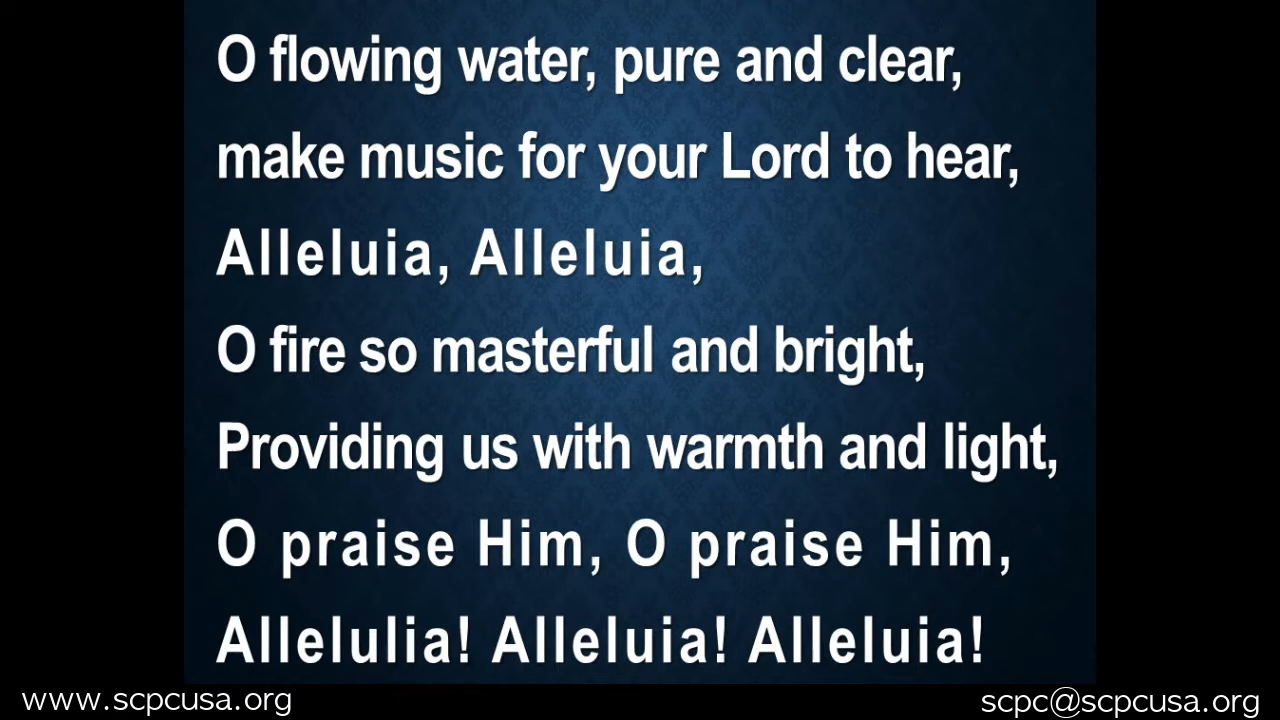 O flowing water, pure and clear,
make music for your Lord to hear,
Alleluia, Alleluia,
O fire so masterful and bright,
Providing us with warmth and light,
O praise Him, O praise Him,
Allelulia! Alleluia! Alleluia!
www.scpcusa.org
scpc@scpcusa.org